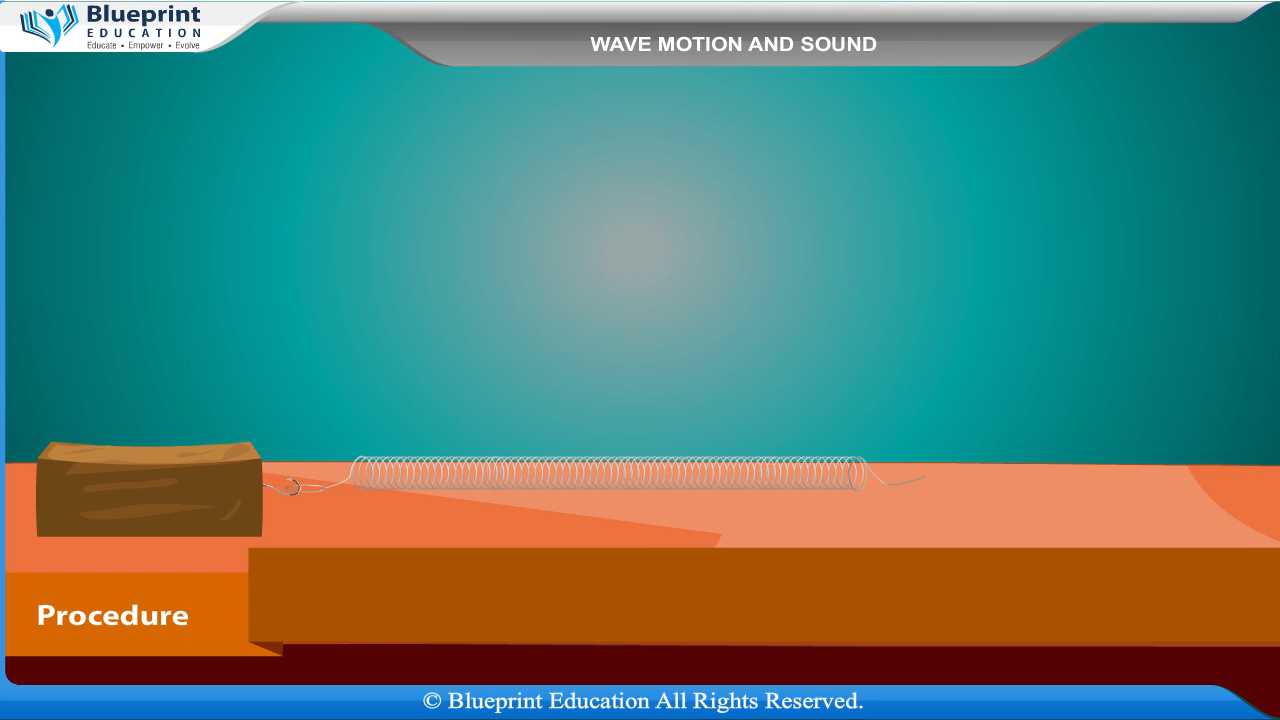 Blueprint
EDUCATION
Educate • Empower • Evolve
WAVE MOTION AND SOUND
Procedure
© Blueprint Education All Rights Reserved.